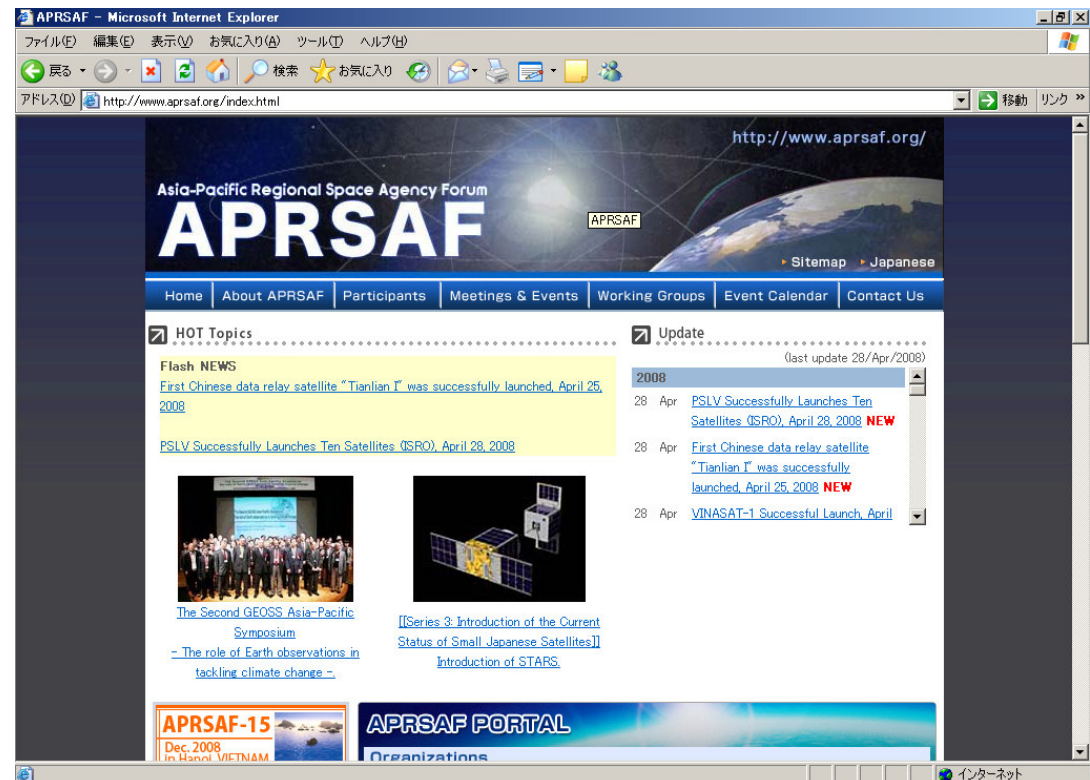 APRSAF - Microsoft Internet Explorer
ファイル(F) 編集(E) 表示(V) お気に入り(A) ツール(T) ヘルプ(H)
戻る 検索 お気に入り
アドレス(D) http://www.aprsaf.org/index.html 移動 リンク »
http://www.aprsaf.org/
Asia-Pacific Regional Space Agency Forum
APRSAF
APRSAF
Sitemap Japanese
Home About APRSAF Participants Meetings & Events Working Groups Event Calendar Contact Us
HOT Topics
Flash NEWS
First Chinese data relay satellite "Tianlian I" was successfully launched, April 25,
2008
PSLV Successfully Launches Ten Satellites (ISRO), April 28, 2008
The Second GEOSS Asia-Pacific
Symposium
- The role of Earth observations in
tackling climate change -.
[[Series 3: Introduction of the Current
Status of Small Japanese Satellites]]
Introduction of STARS.
Update
(last update 28/Apr/2008)
2008
28 Apr PSLV Successfully Launches Ten
Satellites (ISRO), April 28, 2008 NEW
28 Apr First Chinese data relay satellite
"Tianlian I" was successfully
launched, April 25, 2008 NEW
28 Apr VINASAT-1 Successful Launch, April
APRSAF-15
Dec. 2008
in Hanoi, VIETNAM
APRSAF PORTAL
Organizations
インターネット